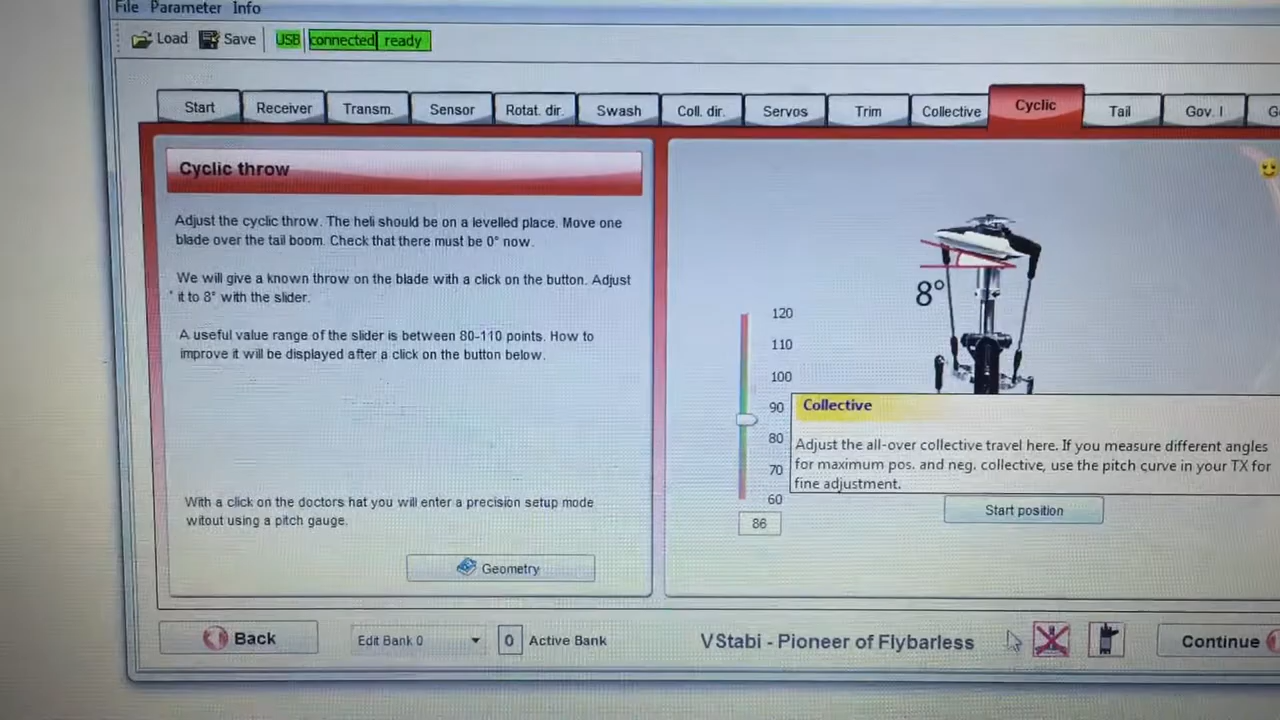 File Parameter Info
Load Save USB connected ready
Start Receiver Transm. Sensor Rotat. dir. Swash Coll. dir. Servos Trim Collective Cyclic Tail Gov. I
Cyclic throw
Adjust the cyclic throw. The heli should be on a levelled place. Move one
blade over the tail boom. Check that there must be 0° now.
We will give a known throw on the blade with a click on the button. Adjust
it to 8° with the slider.
A useful value range of the slider is between 80-110 points. How to
improve it will be displayed after a click on the button below.
With a click on the doctors hat you will enter a precision setup mode
witout using a pitch gauge.
Geometry
8°
120
110
100
90
80
70
60
86
Collective
Adjust the all-over collective travel here. If you measure different angles
for maximum pos. and neg. collective, use the pitch curve in your TX for
fine adjustment.
Start position
Back Edit Bank 0 0 Active Bank VStabi - Pioneer of Flybarless Continue